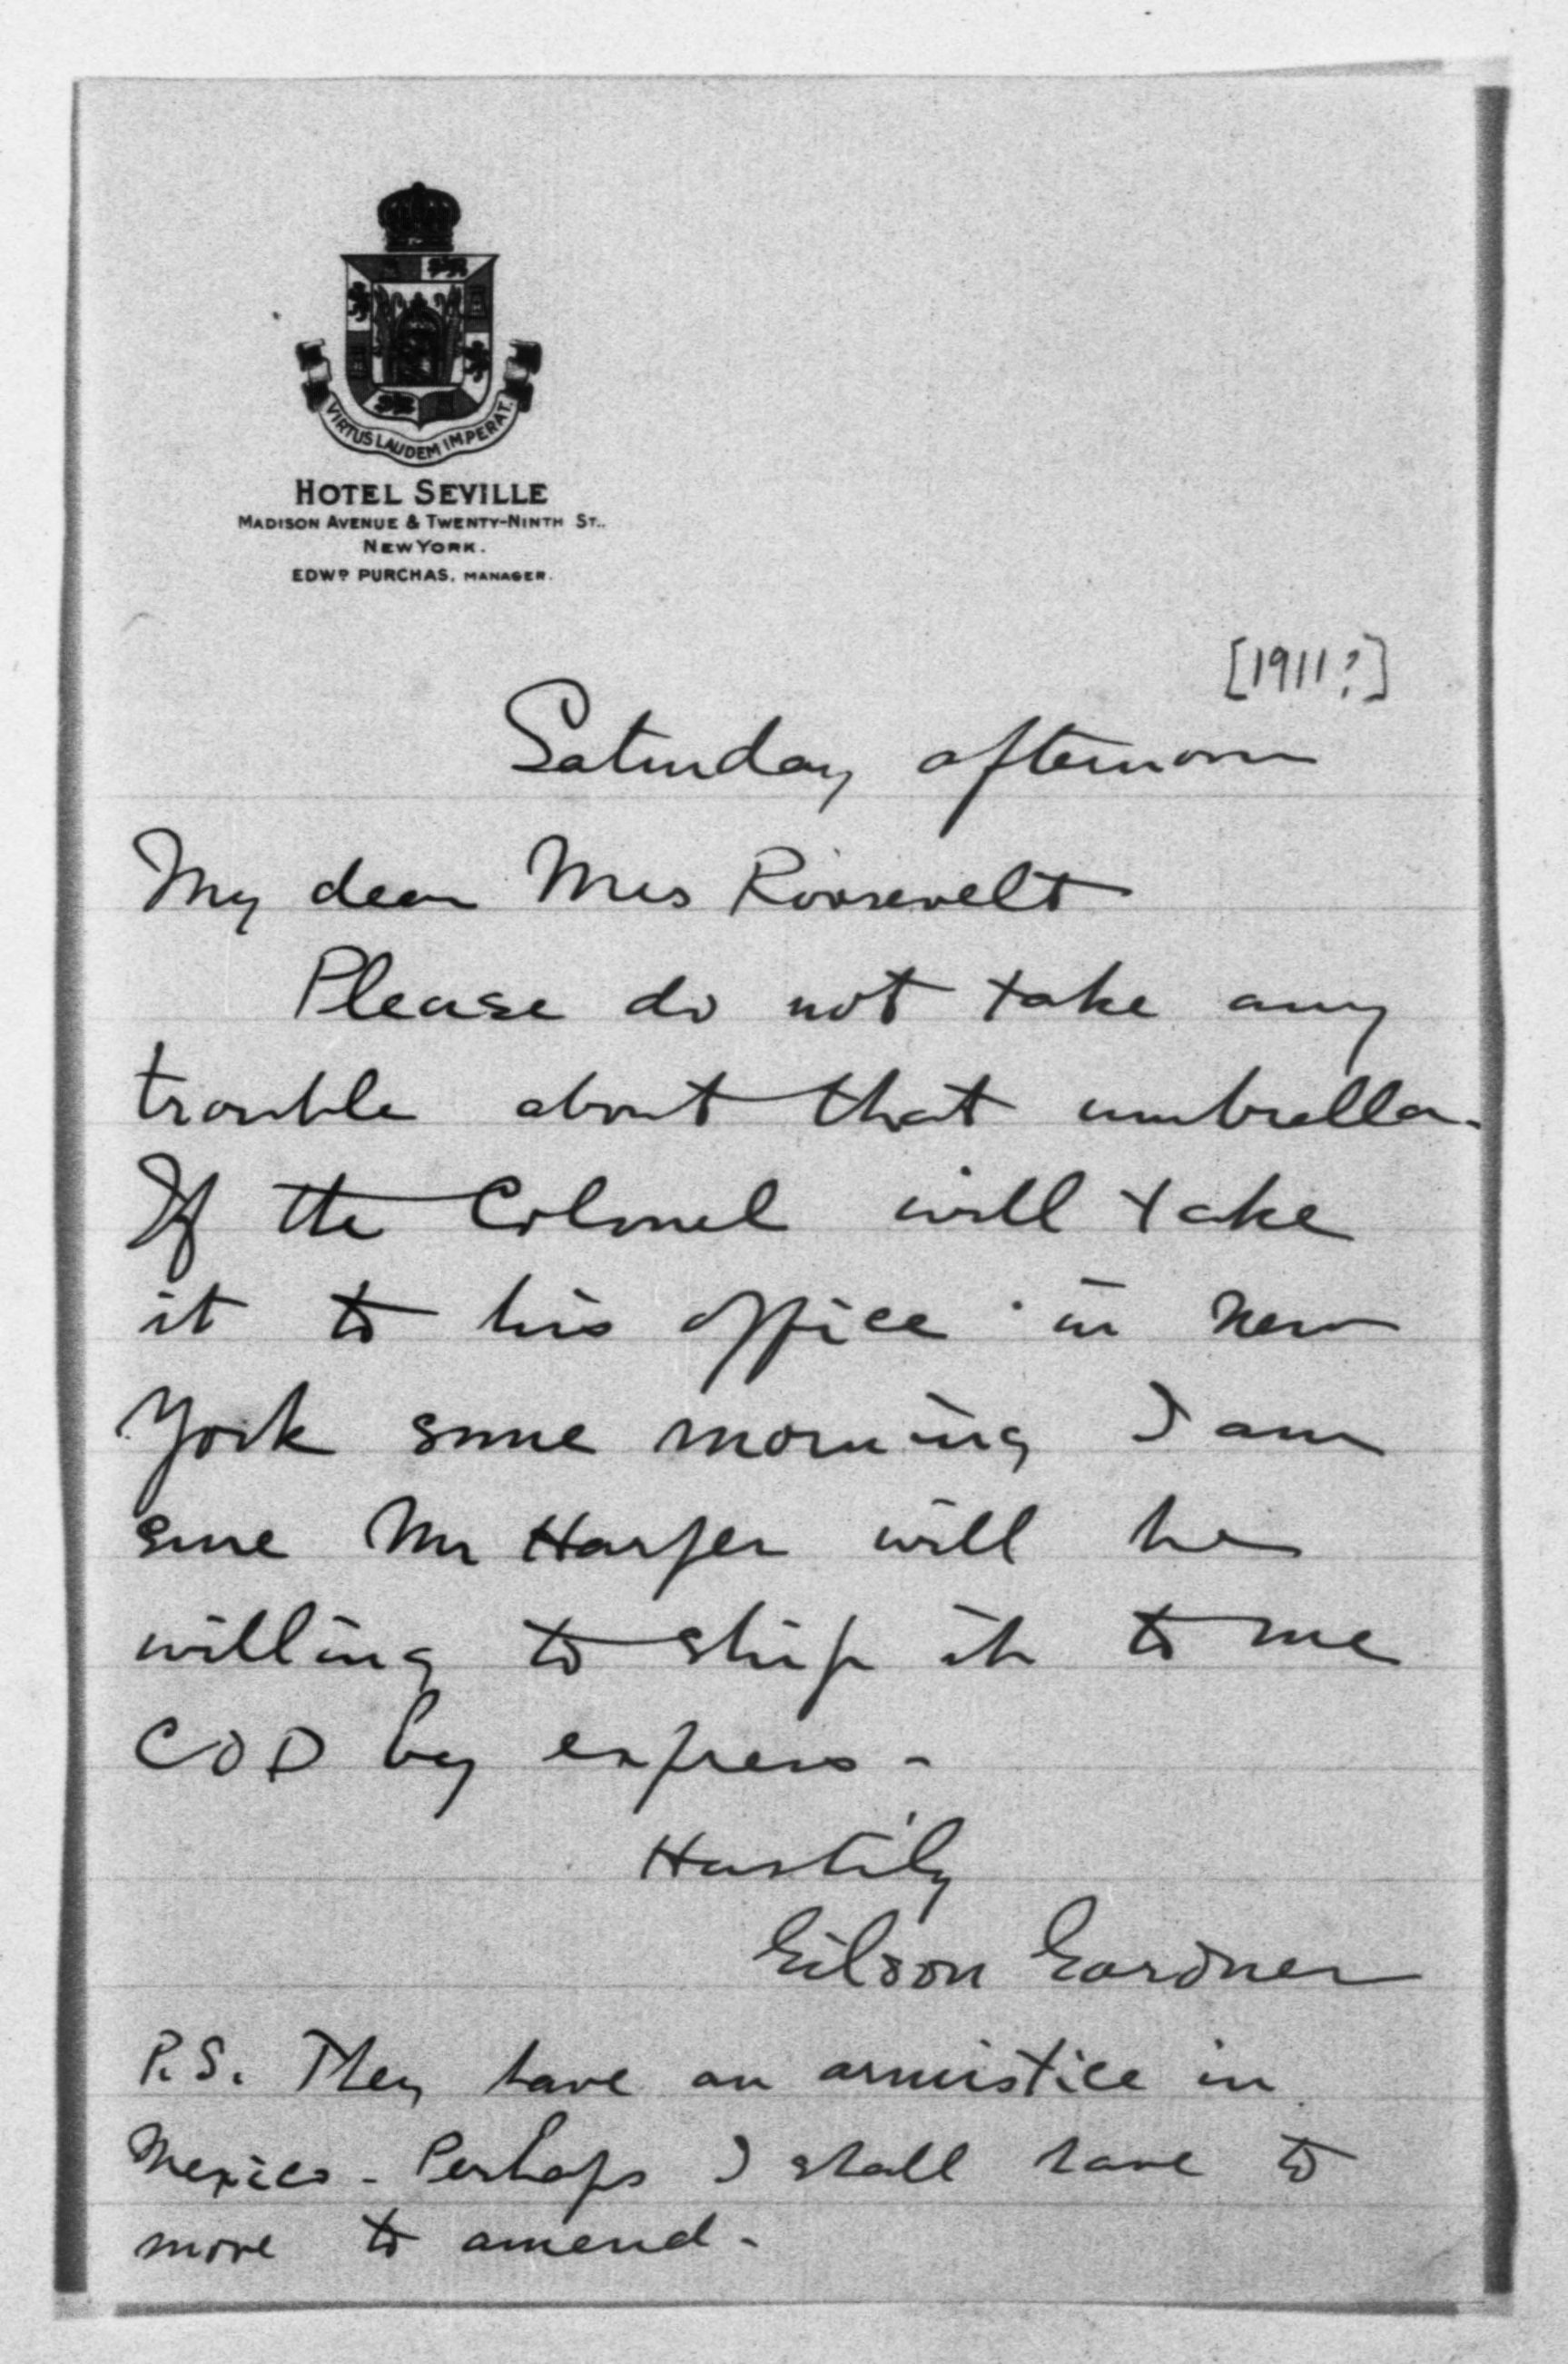 VIRTUS LAUDEM IMPERAT.
HOTEL SEVILLE
MADISON AVENUE & TWENTY-NINTH ST.,
NEW YORK.
EDWD PURCHAS, MANAGER.
[1911?]
Saturday afternoon
My dear Mrs Roosevelt
Please do not take any
trouble about that umbrella.
If the Colonel will take
it to his office in New
York some morning I am
sure Mr Harper will be
willing to ship it to me
COD by express -
Hastily
Gilson Gardner
P.S. They have an armistice in
Mexico - Perhaps I shall have to
move to amend -